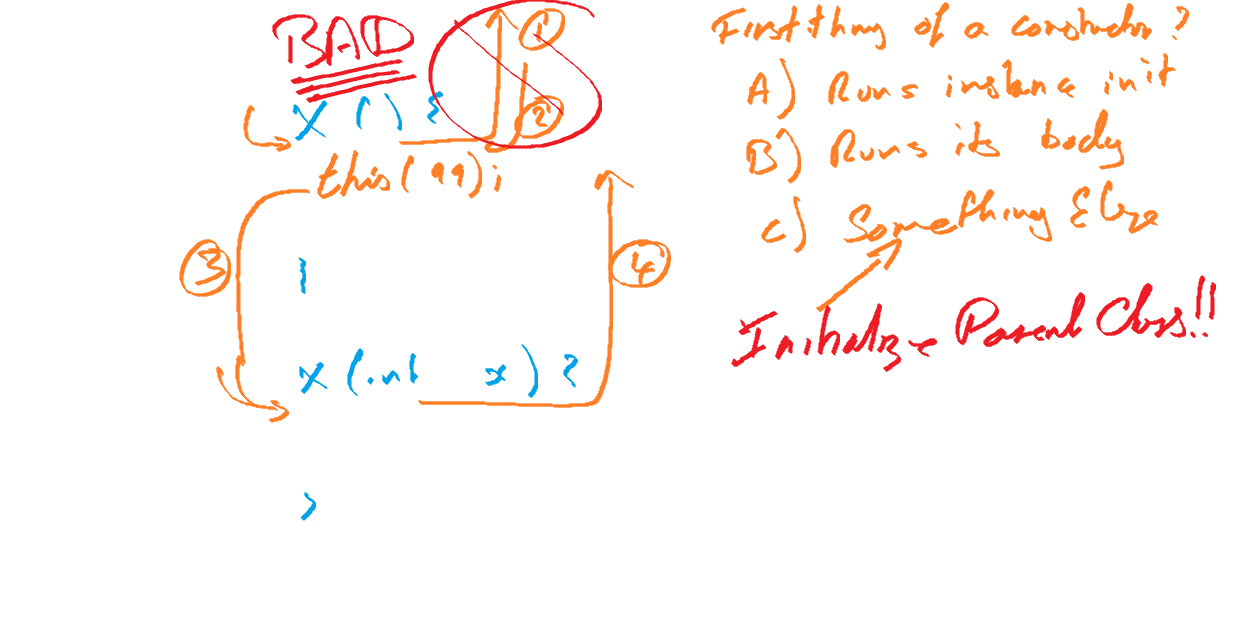 BAD
①
②
X () {
this(99);
③
④
}
X (int x) {
}
First thing of a constructor?
A) Runs instance init
B) Runs its body
C) Something Else
Initialize Parent Class!!